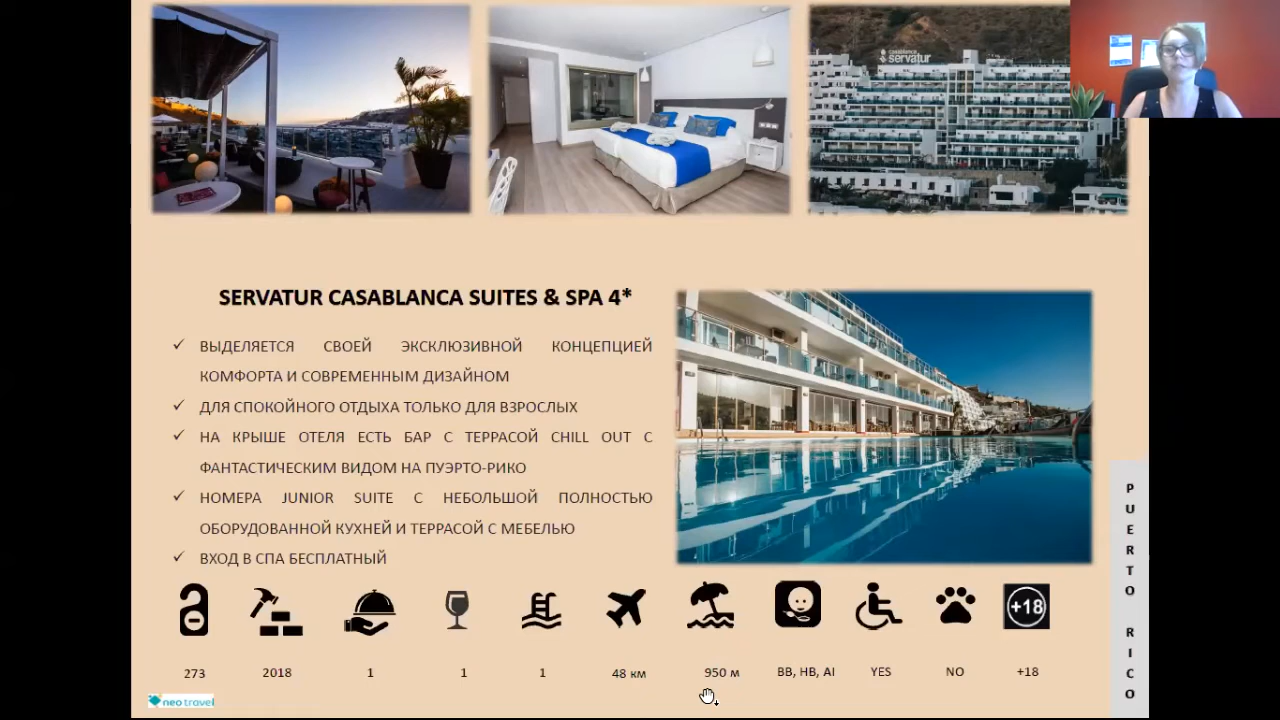 casablanca
servatur
SERVATUR CASABLANCA SUITES & SPA 4*
✓ ВЫДЕЛЯЕТСЯ СВОЕЙ ЭКСКЛЮЗИВНОЙ КОНЦЕПЦИЕЙ
КОМФОРТА И СОВРЕМЕННЫМ ДИЗАЙНОМ
✓ ДЛЯ СПОКОЙНОГО ОТДЫХА ТОЛЬКО ДЛЯ ВЗРОСЛЫХ
✓ НА КРЫШЕ ОТЕЛЯ ЕСТЬ БАР С ТЕРРАСОЙ CHILL OUT С
ФАНТАСТИЧЕСКИМ ВИДОМ НА ПУЭРТО-РИКО
✓ НОМЕРА JUNIOR SUITE С НЕБОЛЬШОЙ ПОЛНОСТЬЮ
ОБОРУДОВАННОЙ КУХНЕЙ И ТЕРРАСОЙ С МЕБЕЛЬЮ
✓ ВХОД В СПА БЕСПЛАТНЫЙ
+18
273 2018 1 1 1 48 км 950 м BB, HB, AI YES NO +18
neo travel
PUERTO RICO